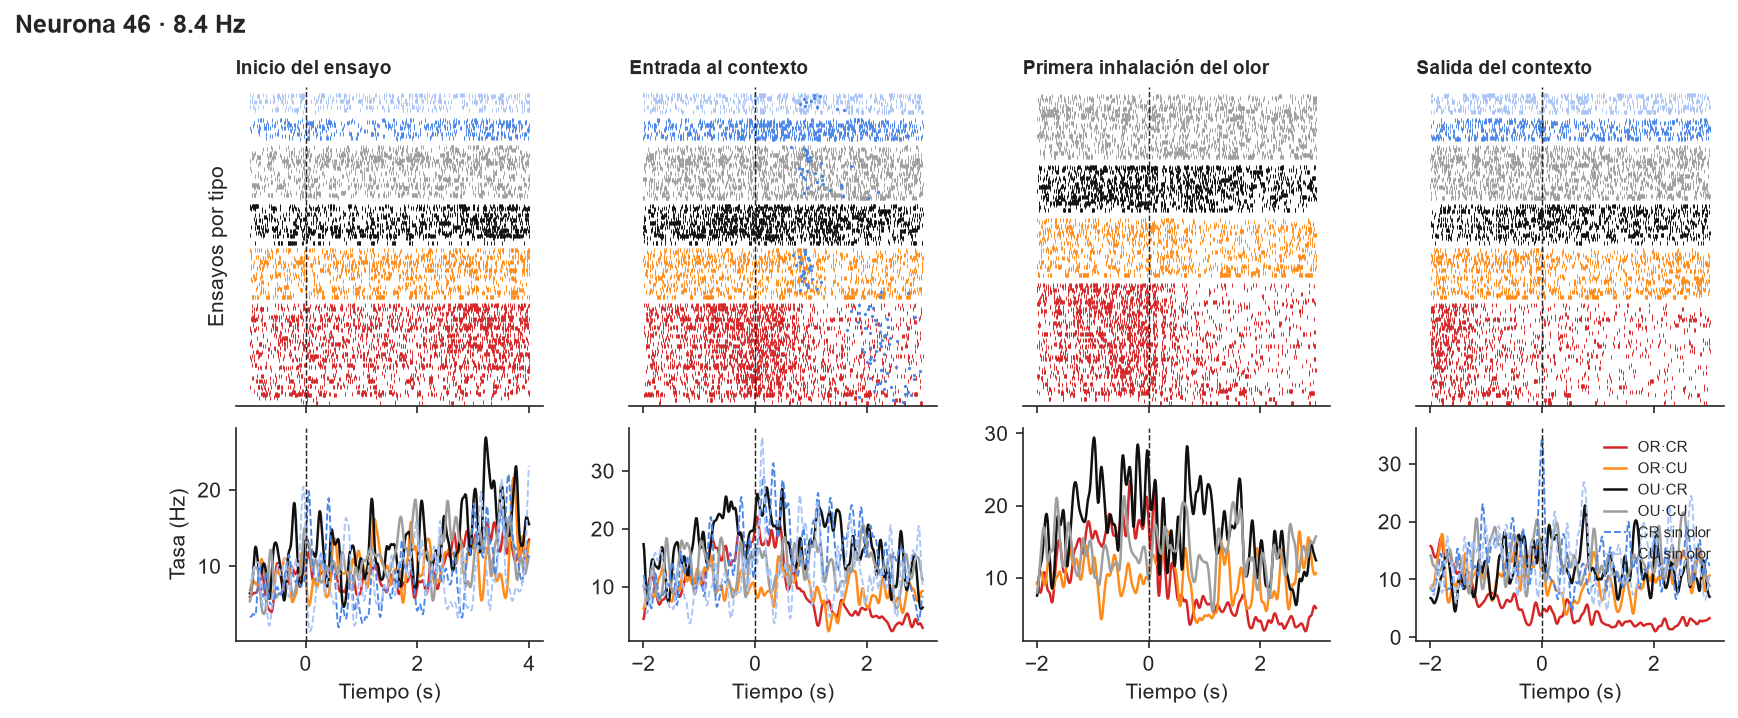 Neurona 46 · 8.4 Hz
Inicio del ensayo
Entrada al contexto
Primera inhalación del olor
Salida del contexto
Ensayos por tipo
Tasa (Hz)
20
10
0
2
4
Tiempo (s)
30
20
10
−2
0
2
Tiempo (s)
30
20
10
−2
0
2
Tiempo (s)
30
20
10
0
−2
0
2
Tiempo (s)
OR·CR
OR·CU
OU·CR
OU·CU
CR sin olor
CU sin olor